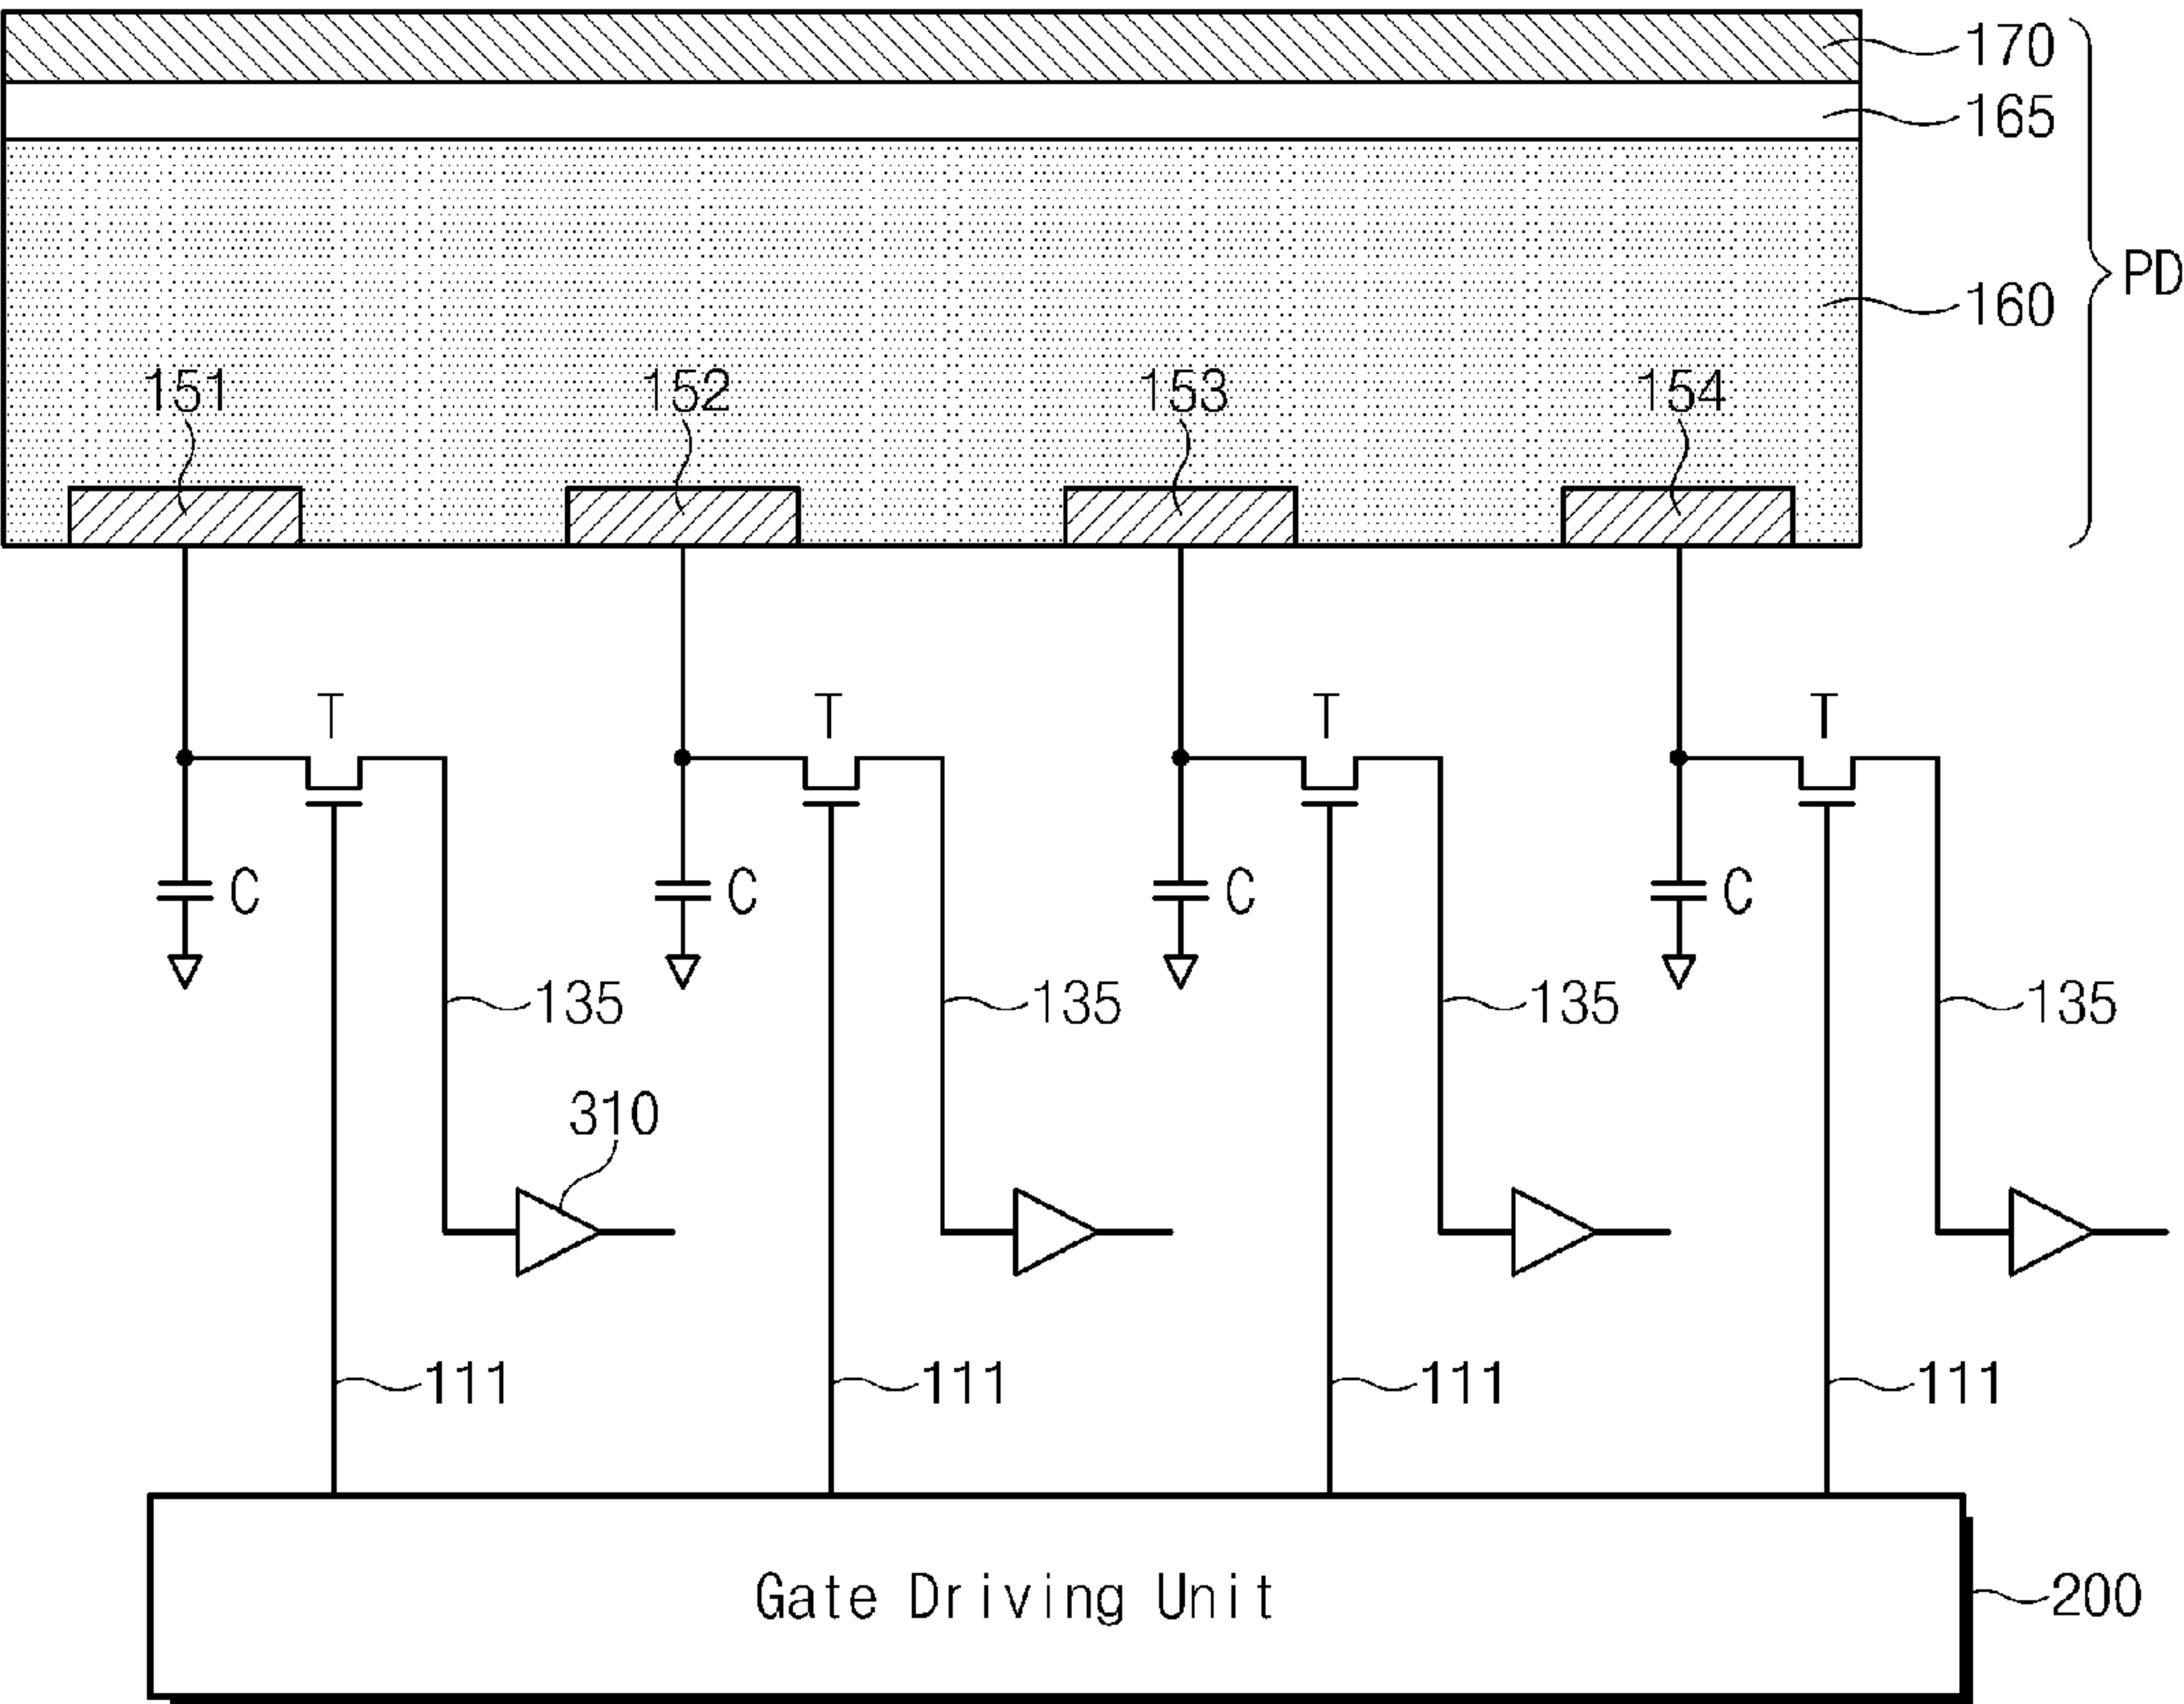 170
165
PD
160
151 152 153 154
T T T T
C C C C
135 135 135 135
310
111 111 111 111
Gate Driving Unit
200